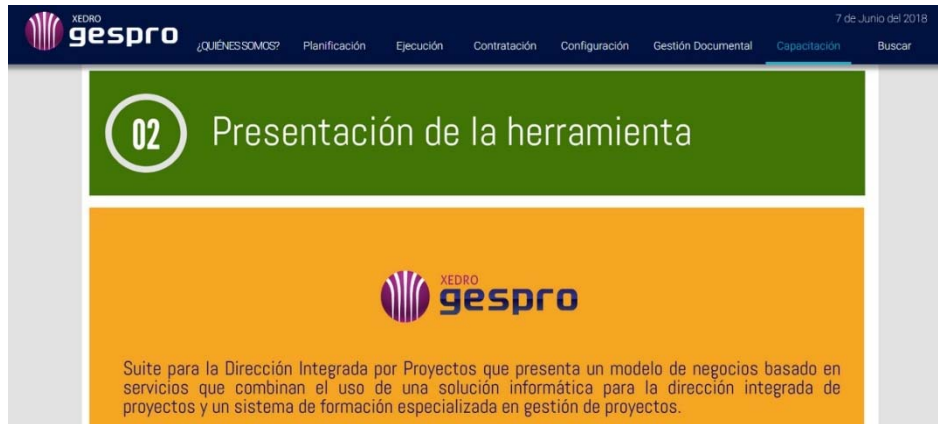 XEDRO
gespro
7 de Junio del 2018
¿QUIÉNES SOMOS? Planificación Ejecución Contratación Configuración Gestión Documental Capacitación Buscar
02 Presentación de la herramienta
XEDRO
gespro
Suite para la Dirección Integrada por Proyectos que presenta un modelo de negocios basado en
servicios que combinan el uso de una solución informática para la dirección integrada de
proyectos y un sistema de formación especializada en gestión de proyectos.